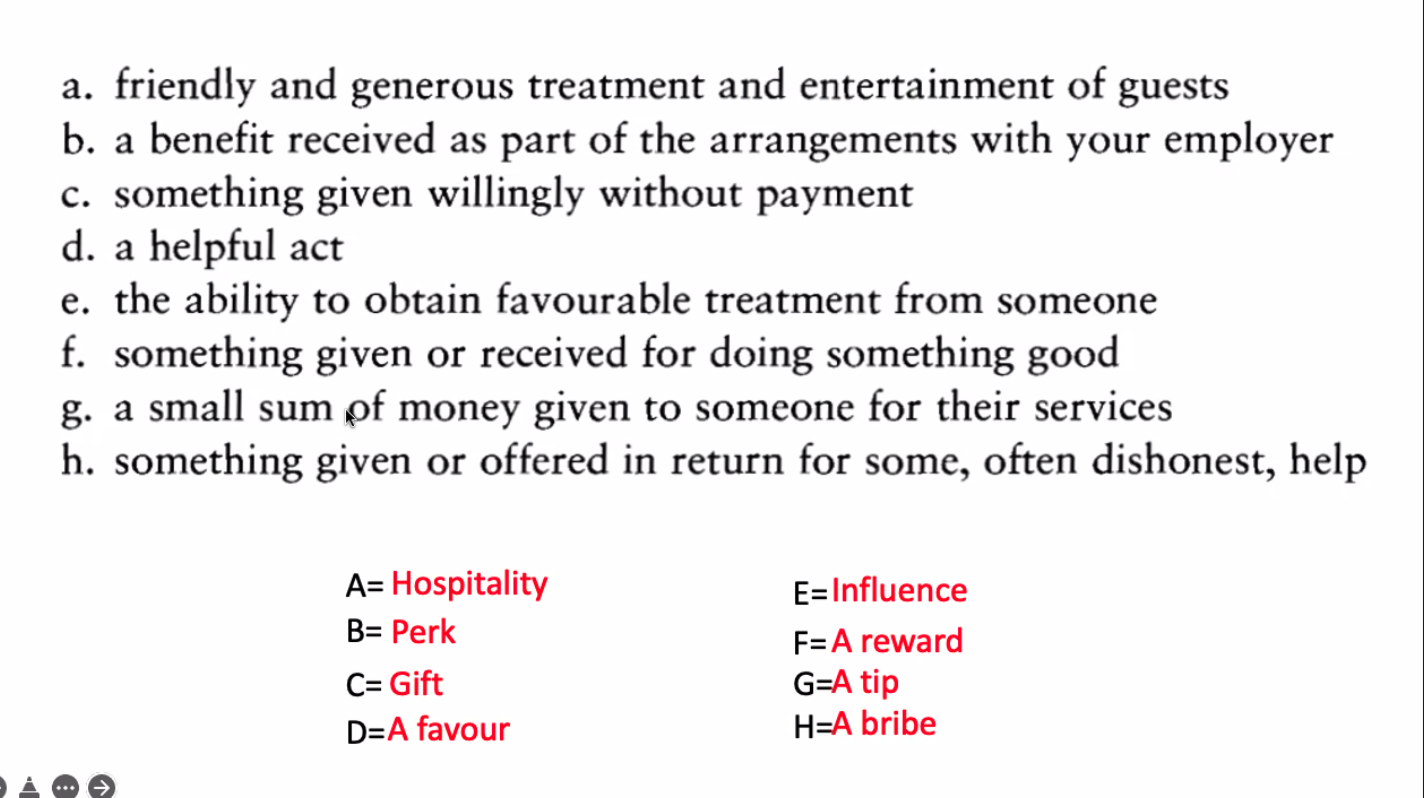 a. friendly and generous treatment and entertainment of guests
b. a benefit received as part of the arrangements with your employer
c. something given willingly without payment
d. a helpful act
e. the ability to obtain favourable treatment from someone
f. something given or received for doing something good
g. a small sum of money given to someone for their services
h. something given or offered in return for some, often dishonest, help
A= Hospitality
B= Perk
C= Gift
D=A favour
E=Influence
F=A reward
G=A tip
H=A bribe